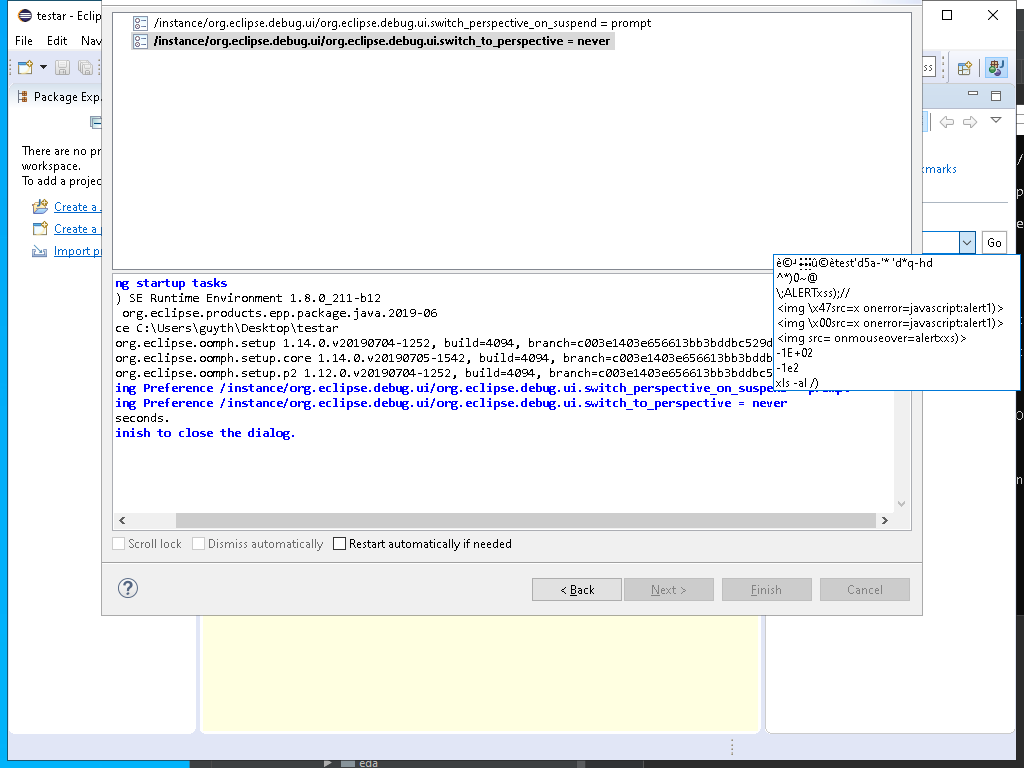 testar - Eclip
/instance/org.eclipse.debug.ui/org.eclipse.debug.ui.switch_perspective_on_suspend = prompt
/instance/org.eclipse.debug.ui/org.eclipse.debug.ui.switch_to_perspective = never
File Edit Nav
ss
Package Exp
There are no pr
workspace.
To add a projec
kmarks
Create a
Create a
Import p
Go
ng startup tasks
) SE Runtime Environment 1.8.0_211-b12
org.eclipse.products.epp.package.java.2019-06
ce C:\Users\guyth\Desktop\testar
org.eclipse.oomph.setup 1.14.0.v20190704-1252, build=4094, branch=c003e1403e656613bb3bddbc529d
org.eclipse.oomph.setup.core 1.14.0.v20190705-1542, build=4094, branch=c003e1403e656613bb3bddb
org.eclipse.oomph.setup.p2 1.12.0.v20190704-1252, build=4094, branch=c003e1403e656613bb3bddbc5
ing Preference /instance/org.eclipse.debug.ui/org.eclipse.debug.ui.switch_perspective_on_suspend
ing Preference /instance/org.eclipse.debug.ui/org.eclipse.debug.ui.switch_to_perspective = never
seconds.
inish to close the dialog.
test'd5a-'* 'd*q-hd
^*)0~@
\;ALERTxss);//
<img \x47src=x onerror=javascript:alert1)>
<img \x00src=x onerror=javascript:alert1)>
<img src= onmouseover=alertxxs)>
-1E+02
-1e2
xls -al /)
Scroll lock Dismiss automatically Restart automatically if needed
< Back Next > Finish Cancel
eda